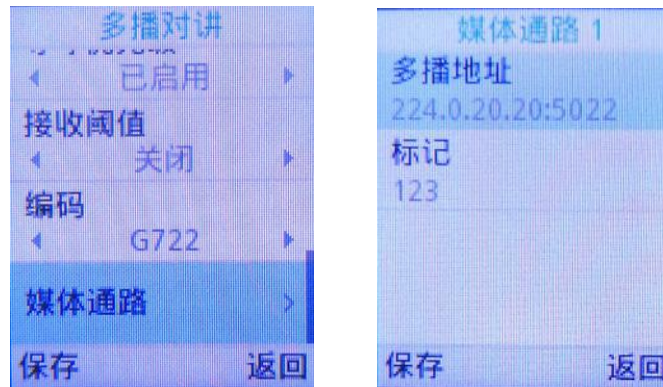 多播对讲
已启用
接收阈值
关闭
编码
G722
媒体通路
保存 返回
媒体通路 1
多播地址
224.0.20.20:5022
标记
123
保存 返回